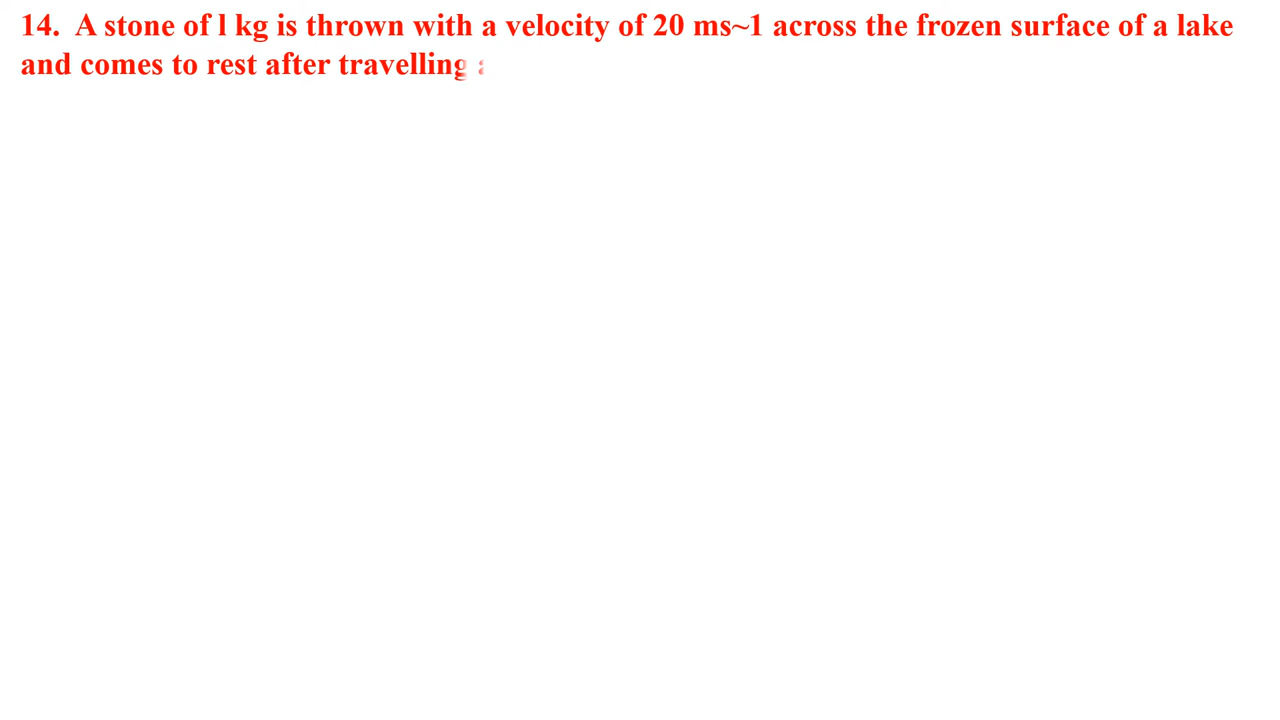 14. A stone of l kg is thrown with a velocity of 20 ms~1 across the frozen surface of a lake
and comes to rest after travelling